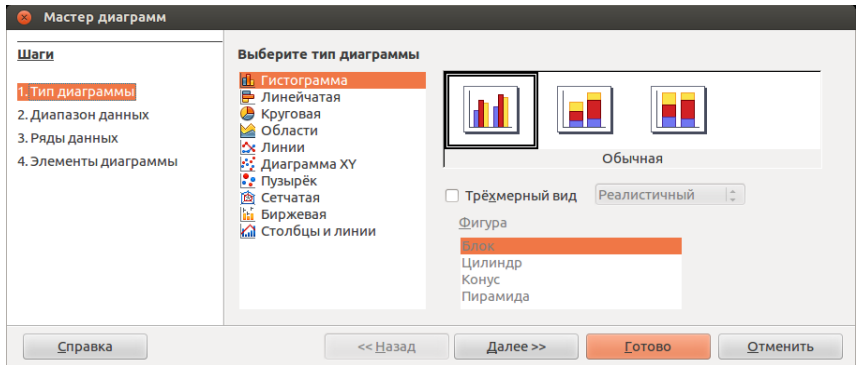 Мастер диаграмм
Шаги
1. Тип диаграммы
2. Диапазон данных
3. Ряды данных
4. Элементы диаграммы
Выберите тип диаграммы
Гистограмма
Линейчатая
Круговая
Области
Линии
Диаграмма XY
Пузырёк
Сетчатая
Биржевая
Столбцы и линии
Обычная
Трёхмерный вид Реалистичный
Фигура
Блок
Цилиндр
Конус
Пирамида
Справка << Назад Далее >> Готово Отменить